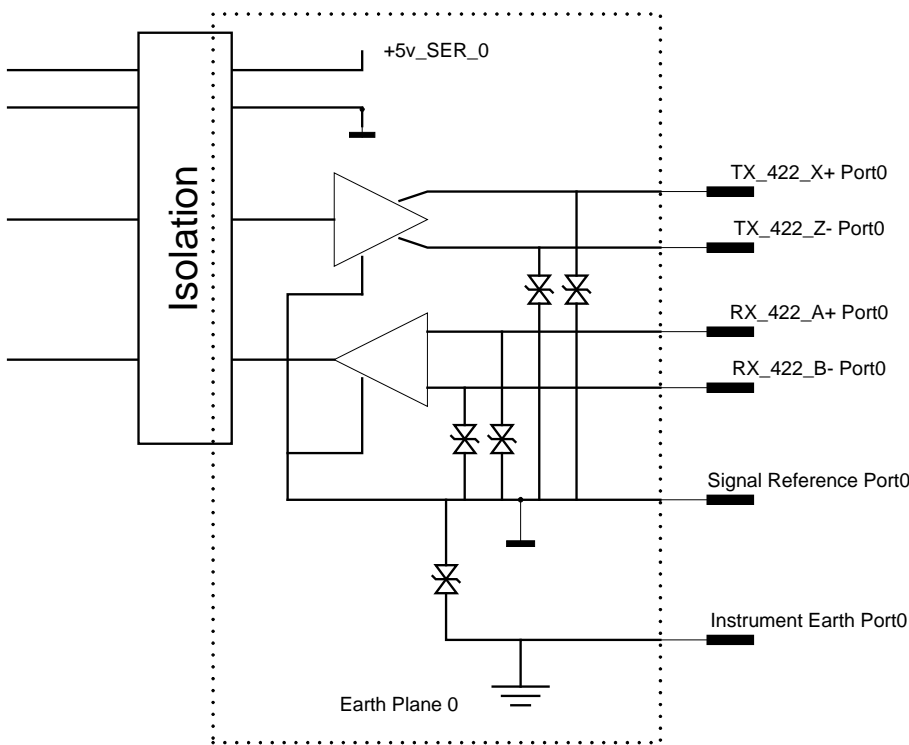 +5v_SER_0
Isolation
TX_422_X+ Port0
TX_422_Z- Port0
RX_422_A+ Port0
RX_422_B- Port0
Signal Reference Port0
Instrument Earth Port0
Earth Plane 0